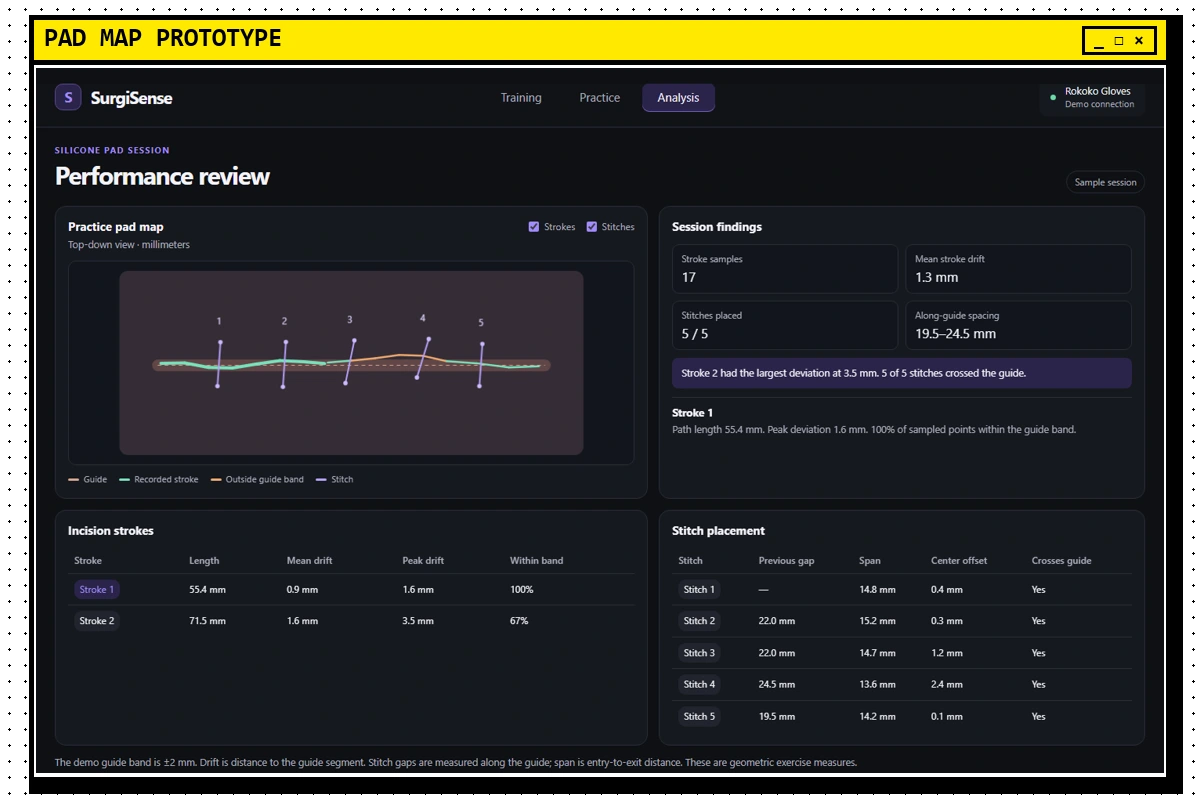 PAD MAP PROTOTYPE
_ □ ×
S SurgiSense
Training Practice Analysis
Rokoko Gloves
Demo connection
SILICONE PAD SESSION
Performance review
Sample session
Practice pad map
Strokes Stitches
Top-down view · millimeters
1 2 3 4 5
Guide Recorded stroke Outside guide band Stitch
Session findings
Stroke samples
17
Mean stroke drift
1.3 mm
Stitches placed
5 / 5
Along-guide spacing
19.5–24.5 mm
Stroke 2 had the largest deviation at 3.5 mm. 5 of 5 stitches crossed the guide.
Stroke 1
Path length 55.4 mm. Peak deviation 1.6 mm. 100% of sampled points within the guide band.
Incision strokes
Stroke Length Mean drift Peak drift Within band
Stroke 1 55.4 mm 0.9 mm 1.6 mm 100%
Stroke 2 71.5 mm 1.6 mm 3.5 mm 67%
Stitch placement
Stitch Previous gap Span Center offset Crosses guide
Stitch 1 — 14.8 mm 0.4 mm Yes
Stitch 2 22.0 mm 15.2 mm 0.3 mm Yes
Stitch 3 22.0 mm 14.7 mm 1.2 mm Yes
Stitch 4 24.5 mm 13.6 mm 2.4 mm Yes
Stitch 5 19.5 mm 14.2 mm 0.1 mm Yes
The demo guide band is ±2 mm. Drift is distance to the guide segment. Stitch gaps are measured along the guide; span is entry-to-exit distance. These are geometric exercise measures.